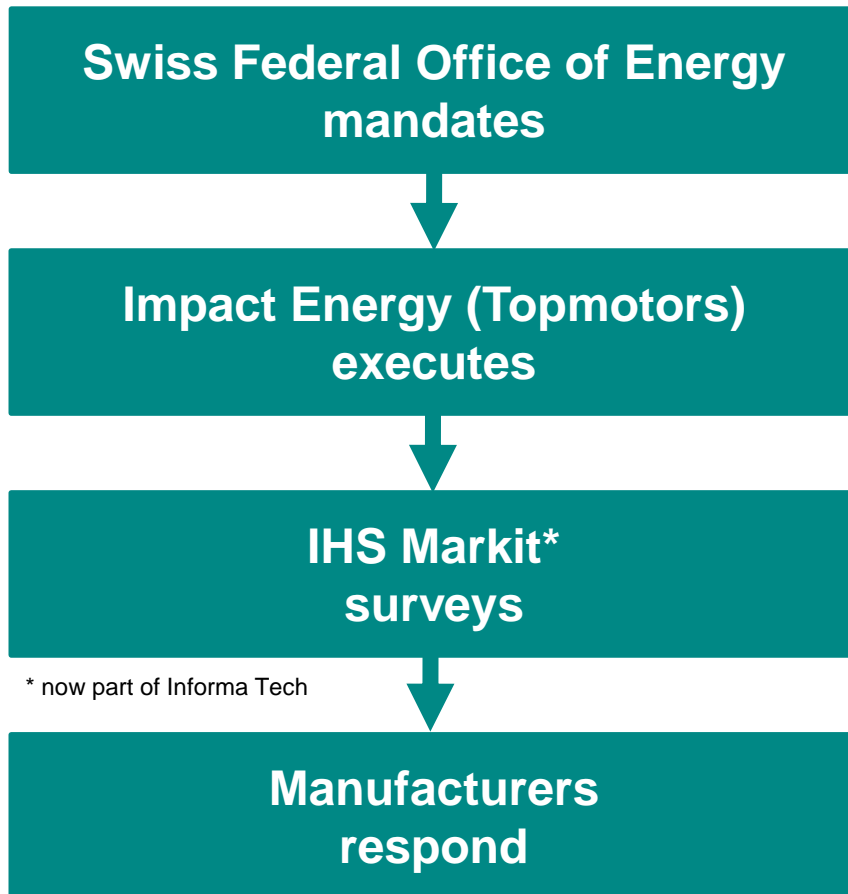 Swiss Federal Office of Energy
mandates
Impact Energy (Topmotors)
executes
IHS Markit*
surveys
* now part of Informa Tech
Manufacturers
respond